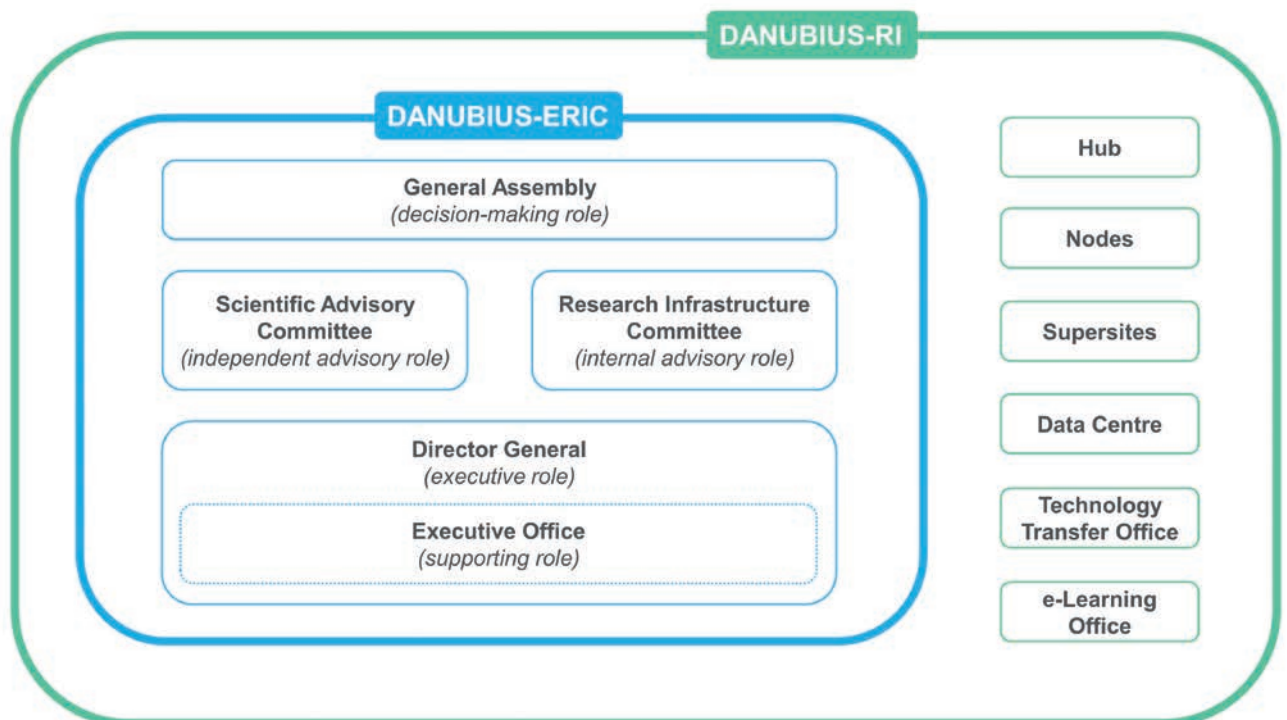 DANUBIUS-RI
DANUBIUS-ERIC
General Assembly
(decision-making role)
Scientific Advisory
Committee
(independent advisory role)
Research Infrastructure
Committee
(internal advisory role)
Director General
(executive role)
Executive Office
(supporting role)
Hub
Nodes
Supersites
Data Centre
Technology
Transfer Office
e-Learning
Office